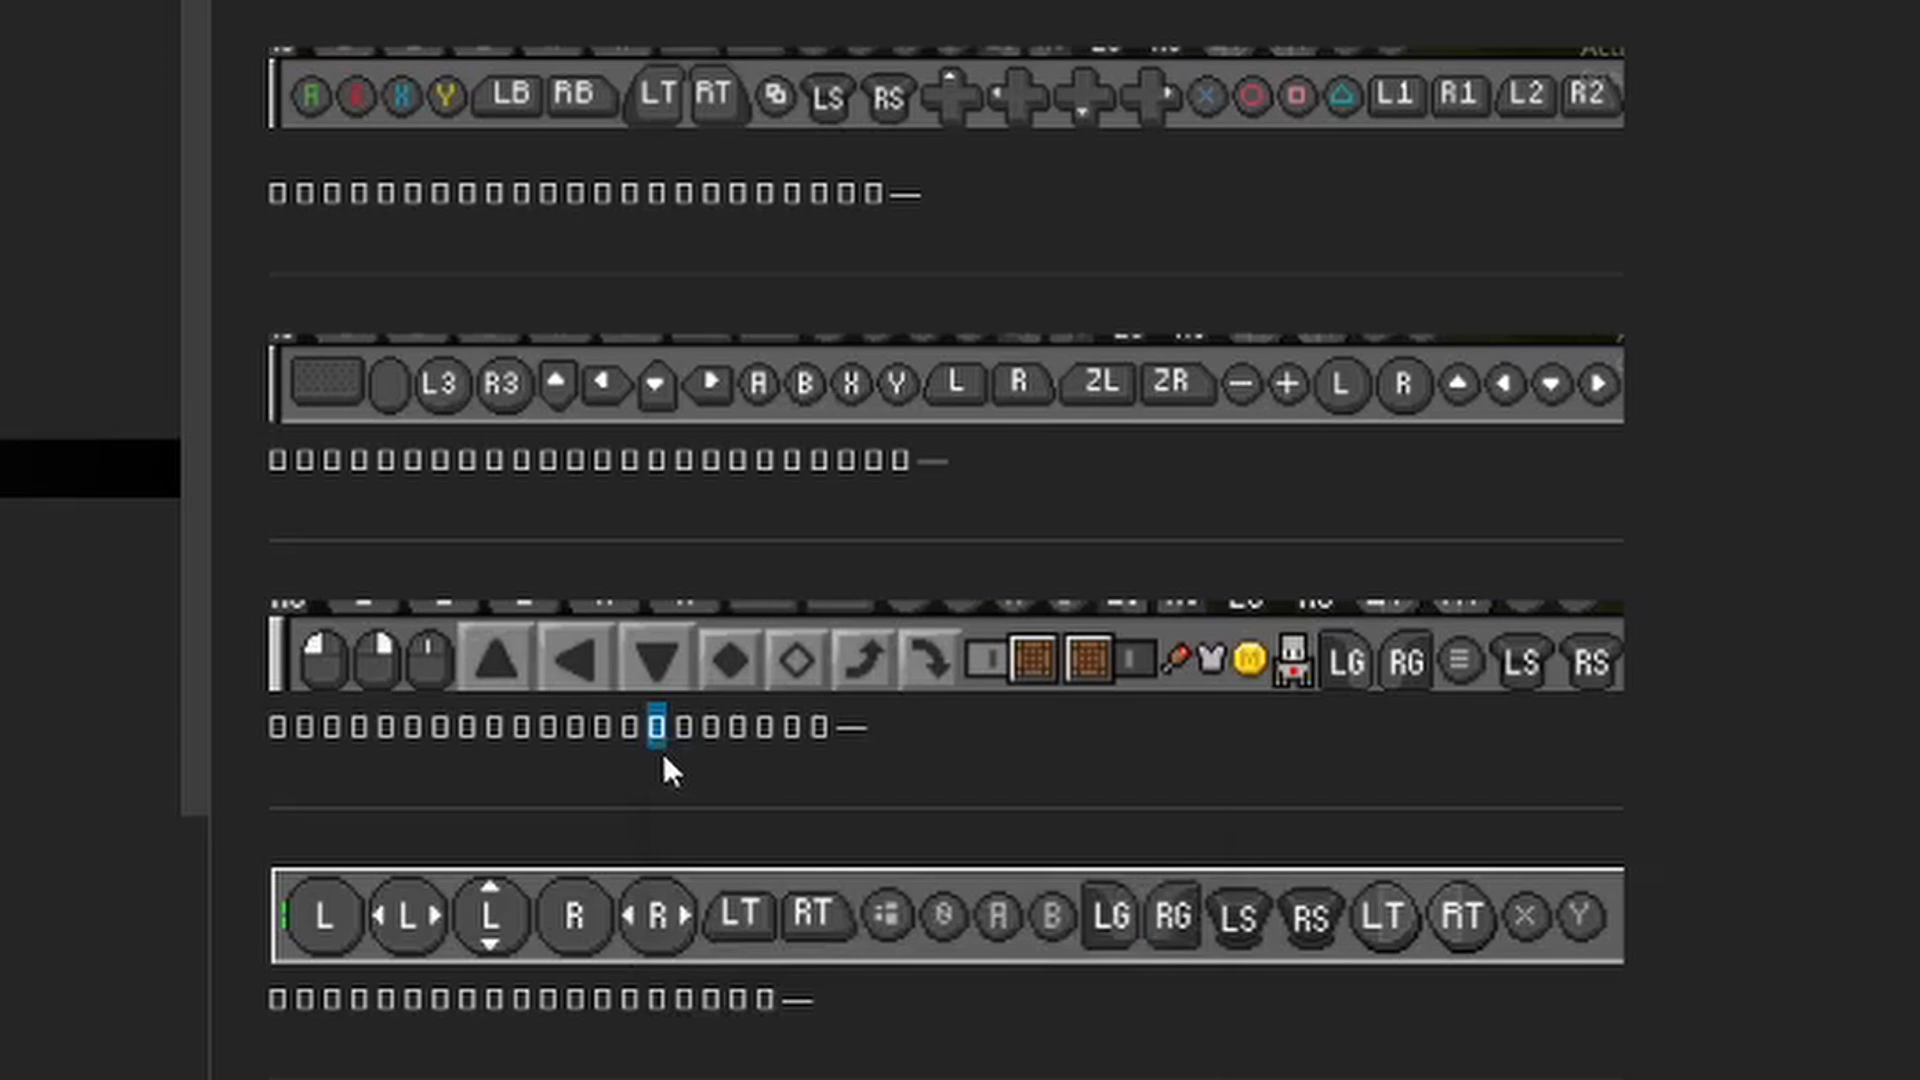 A B X Y LB RB LT RT LS RS L1 R1 L2 R2
L3 R3 A B X Y L R ZL ZR − + L R
M LG RG LS RS
L L L R R LT RT A B LG RG LS RS LT RT X Y